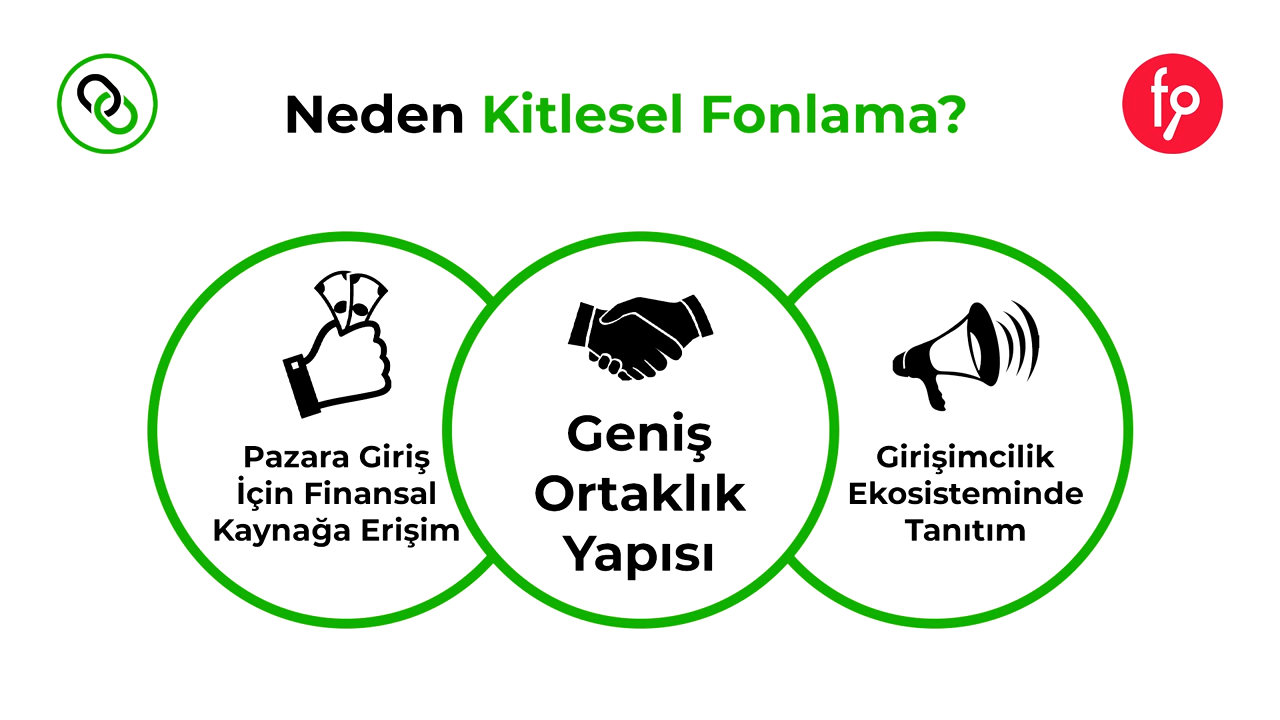 Neden Kitlesel Fonlama?
Pazara Giriş
İçin Finansal
Kaynağa Erişim
Geniş
Ortaklık
Yapısı
Girişimcilik
Ekosisteminde
Tanıtım